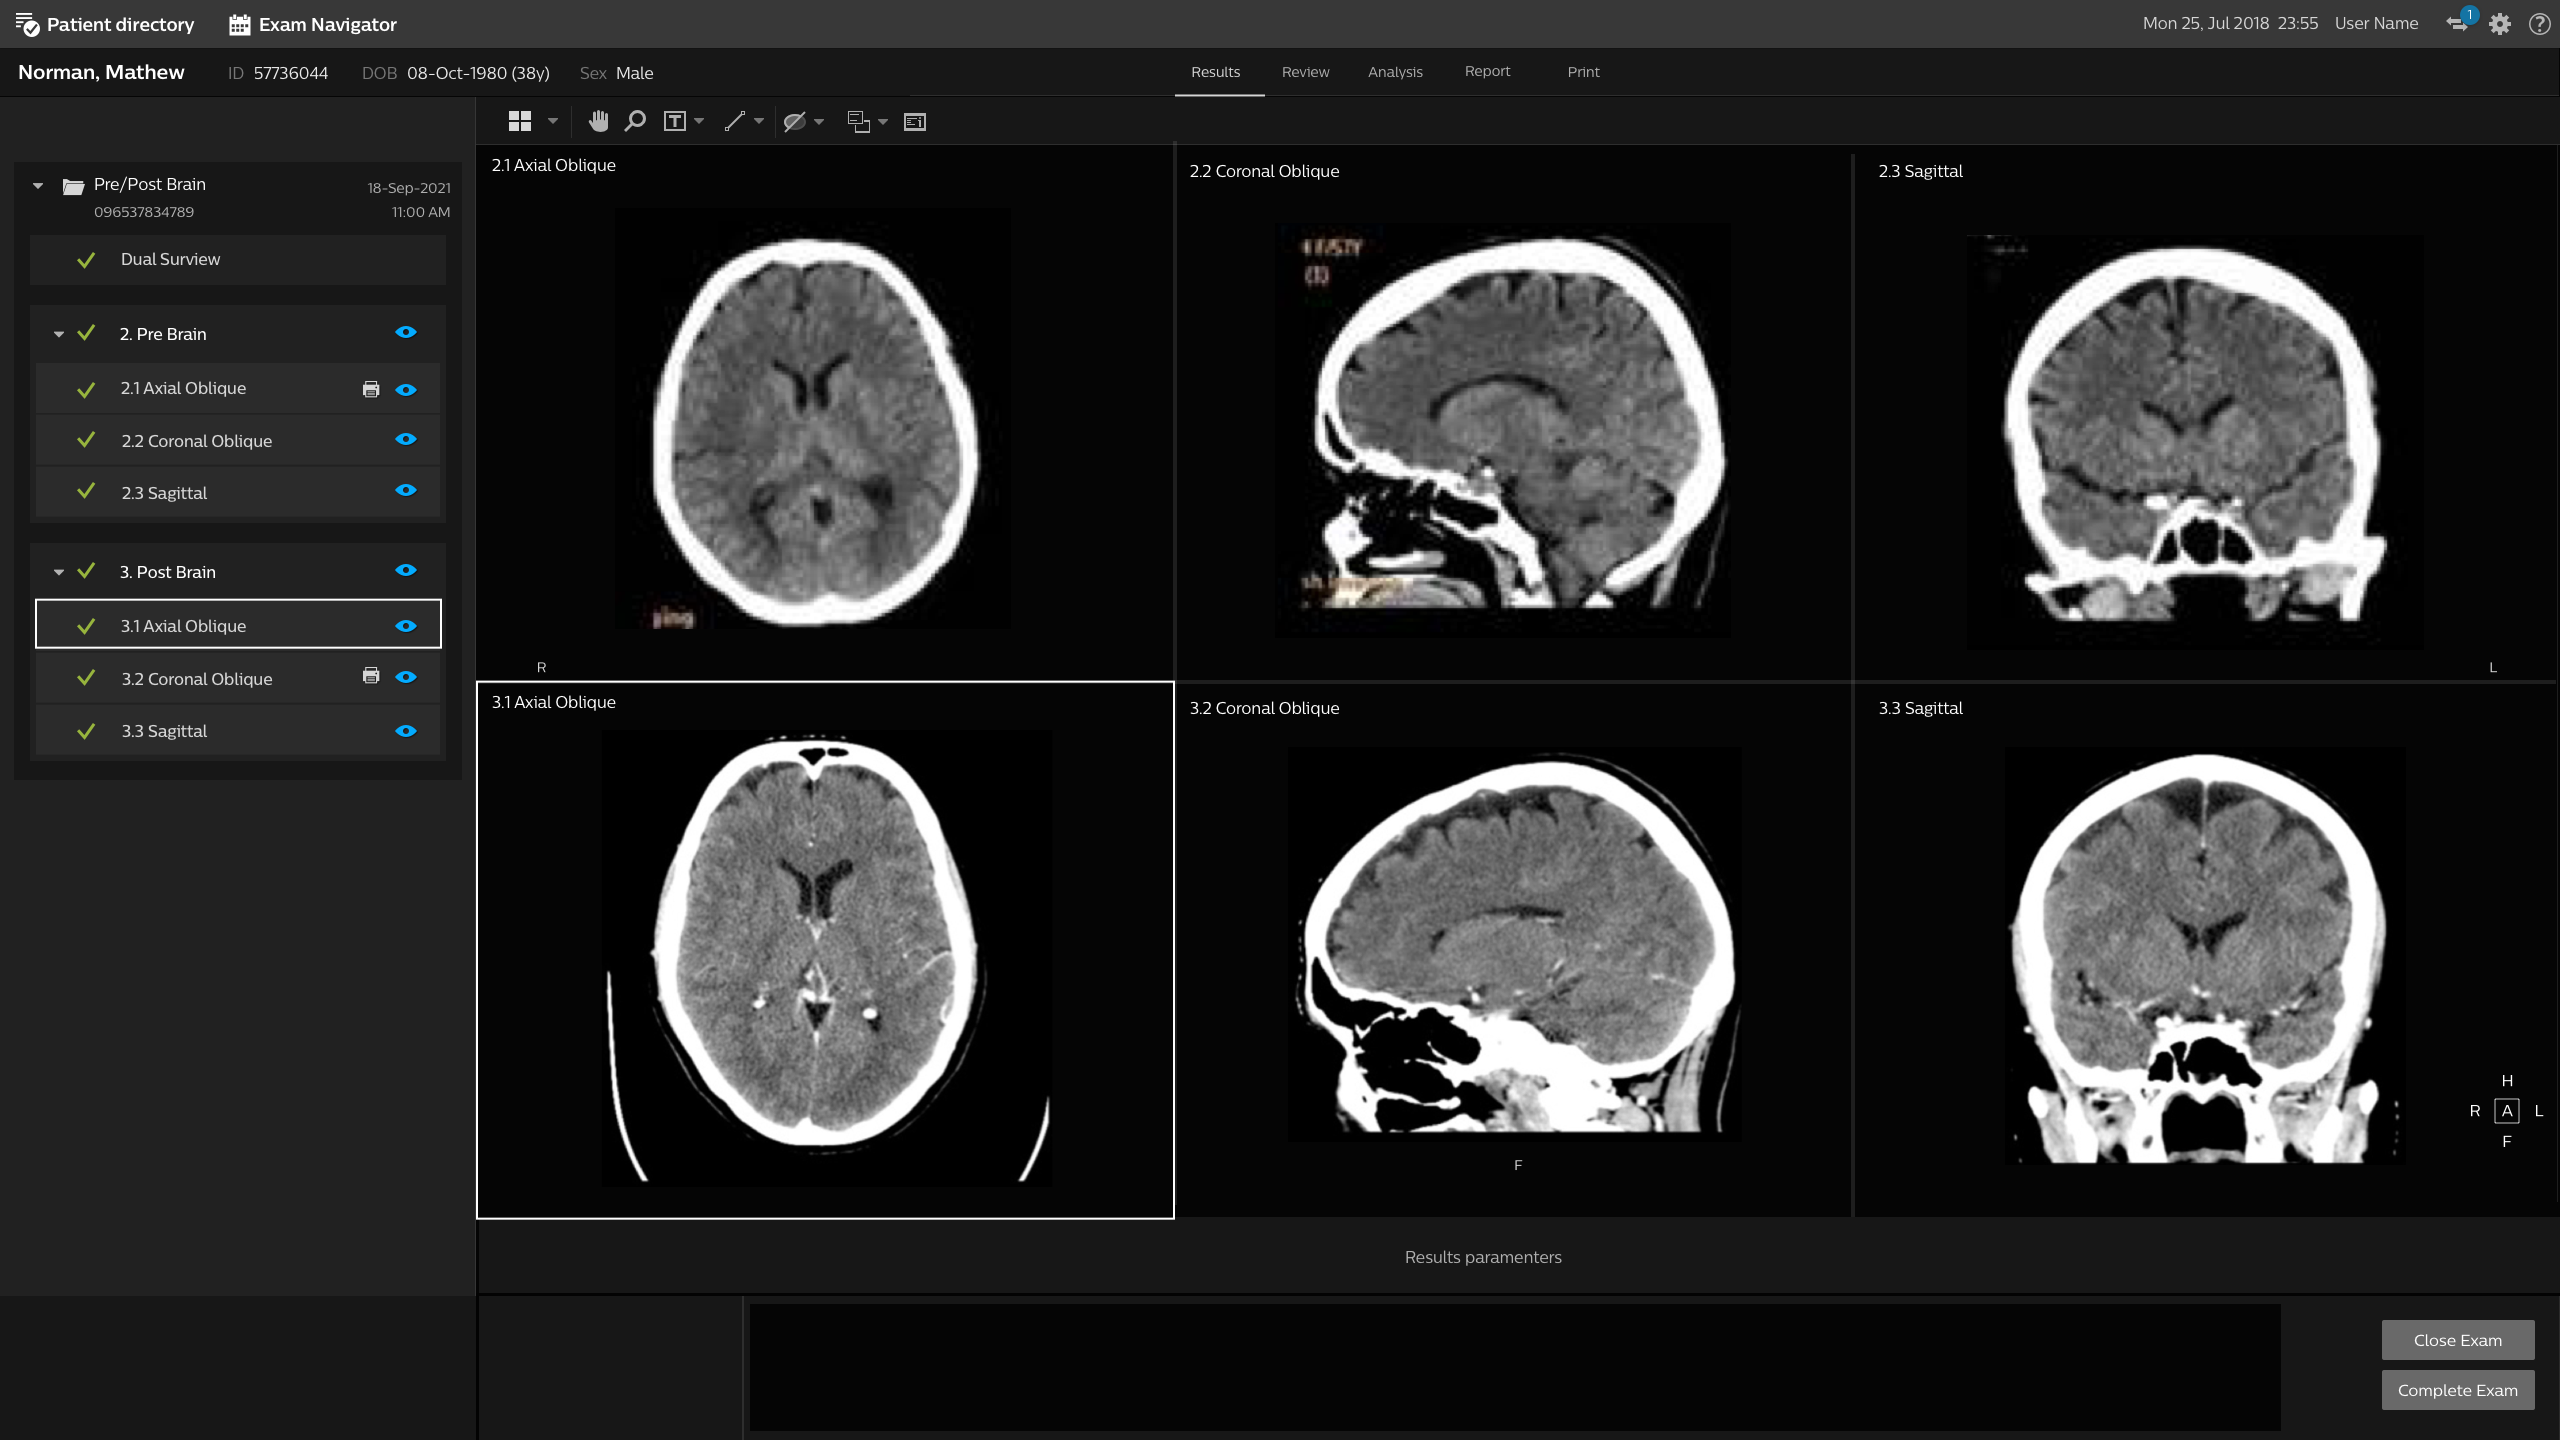 Patient directory
Exam Navigator
Mon 25, Jul 2018 23:55
User Name
1
?
Norman, Mathew
ID 57736044
DOB 08-Oct-1980 (38y)
Sex Male
Results
Review
Analysis
Report
Print
T
Pre/Post Brain
18-Sep-2021
096537834789
11:00 AM
Dual Surview
2. Pre Brain
2.1 Axial Oblique
2.2 Coronal Oblique
2.3 Sagittal
3. Post Brain
3.1 Axial Oblique
3.2 Coronal Oblique
3.3 Sagittal
2.1 Axial Oblique
2.2 Coronal Oblique
2.3 Sagittal
R
L
3.1 Axial Oblique
3.2 Coronal Oblique
3.3 Sagittal
H
R A L
F
F
Results paramenters
Close Exam
Complete Exam